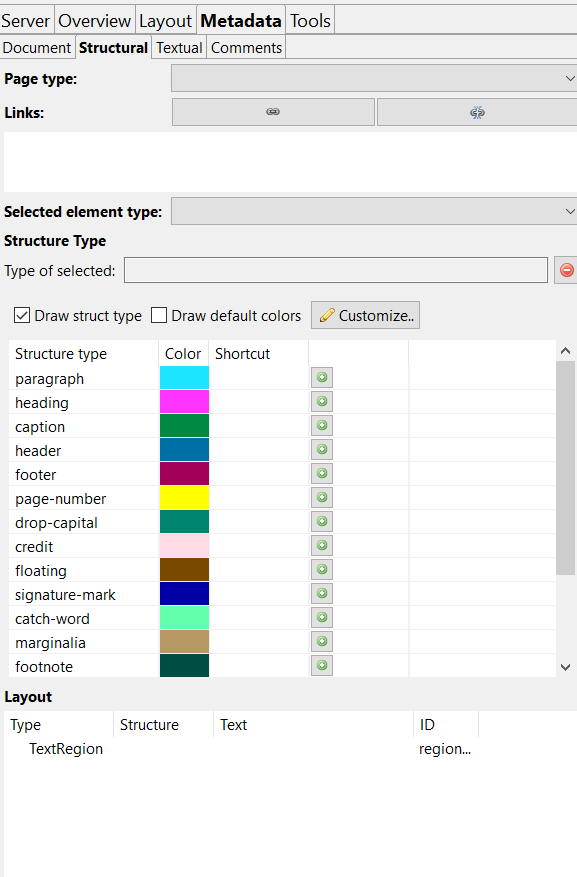 Server Overview Layout Metadata Tools
Document Structural Textual Comments
Page type:
Links:
Selected element type:
Structure Type
Type of selected:
Draw struct type Draw default colors Customize..
Structure type Color Shortcut
paragraph
heading
caption
header
footer
page-number
drop-capital
credit
floating
signature-mark
catch-word
marginalia
footnote
Layout
Type Structure Text ID
TextRegion region...